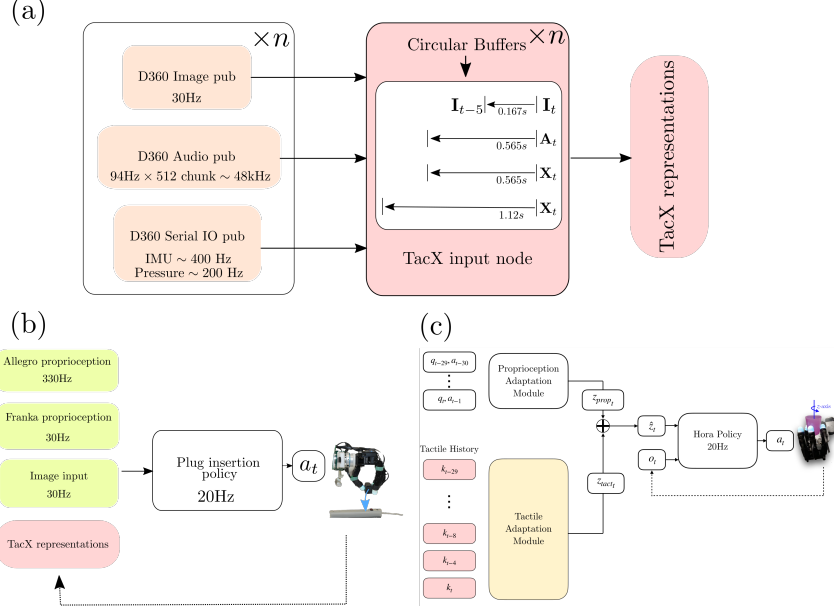 (a)
×n
D360 Image pub
30Hz
D360 Audio pub
94Hz × 512 chunk ∼ 48kHz
D360 Serial IO pub
IMU ∼ 400 Hz
Pressure ∼ 200 Hz
×n
Circular Buffers
I_{t−5} 0.167s I_t
0.565s A_t
0.565s X_t
1.12s X_t
TacX input node
TacX representations
(b)
Allegro proprioception
330Hz
Franka proprioception
30Hz
Image input
30Hz
TacX representations
Plug insertion
policy
20Hz
a_t
(c)
q_{t−29}, a_{t−30}
⋮
q_t, a_{t−1}
Proprioception
Adaptation
Module
z_{prop_t}
Tactile History
k_{t−29}
⋮
k_{t−8}
k_{t−4}
k_t
Tactile
Adaptation
Module
z_{tact_t}
ẑ_t
o_t
Hora Policy
20Hz
a_t
z-axis